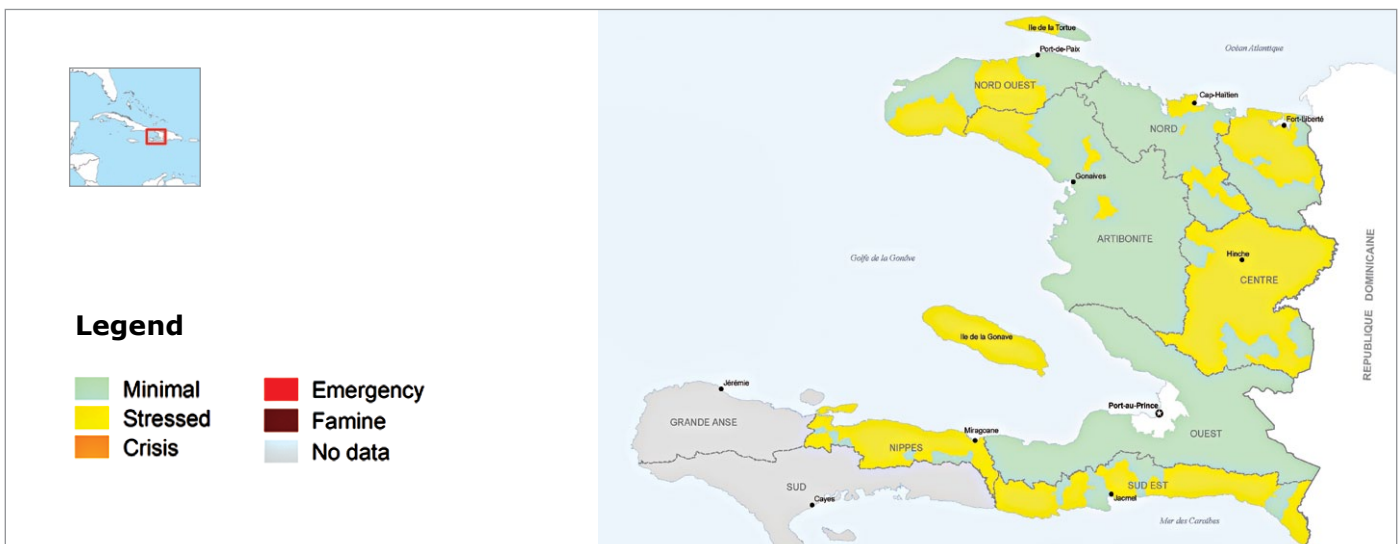 Legend
Minimal
Stressed
Crisis
Emergency
Famine
No data
Ile de la Tortue
Port-de-Paix
Océan Atlantique
NORD OUEST
Cap-Haïtien
Fort-Liberté
NORD
Gonaives
ARTIBONITE
Hinche
CENTRE
REPUBLIQUE DOMINICAINE
Golfe de la Gonâve
Ile de la Gonave
Jérémie
GRANDE ANSE
Port-au-Prince
OUEST
Miragoane
NIPPES
SUD
SUD EST
Cayes
Jacmel
Mer des Caraïbes